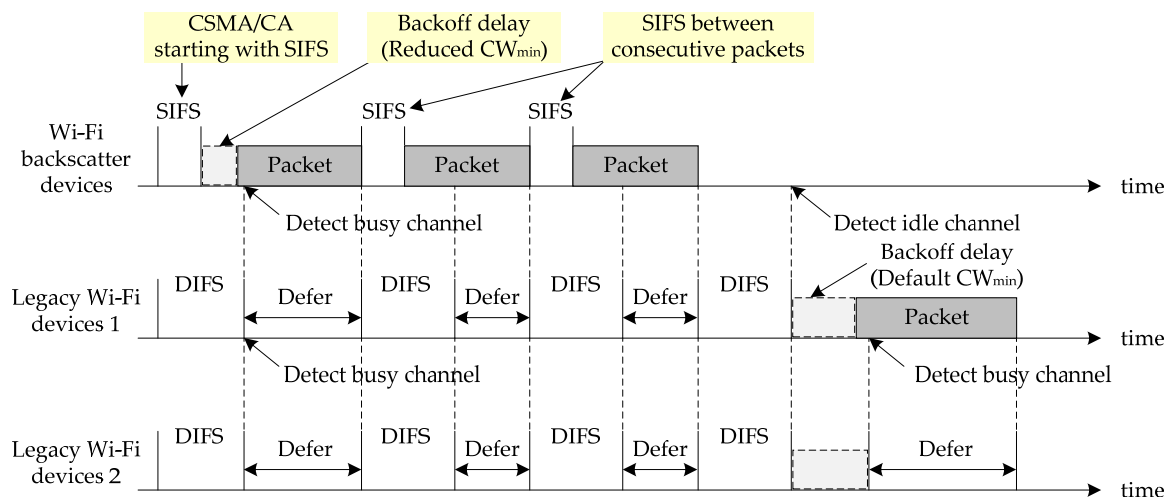 CSMA/CA
starting with SIFS
Backoff delay
(Reduced CWmin)
SIFS between
consecutive packets
SIFS
SIFS
SIFS
Wi-Fi
backscatter
devices
Packet
Packet
Packet
time
Detect busy channel
Detect idle channel
Backoff delay
(Default CWmin)
Legacy Wi-Fi
devices 1
DIFS
Defer
DIFS
Defer
DIFS
Defer
DIFS
Packet
time
Detect busy channel
Detect busy channel
Legacy Wi-Fi
devices 2
DIFS
Defer
DIFS
Defer
DIFS
Defer
DIFS
Defer
time